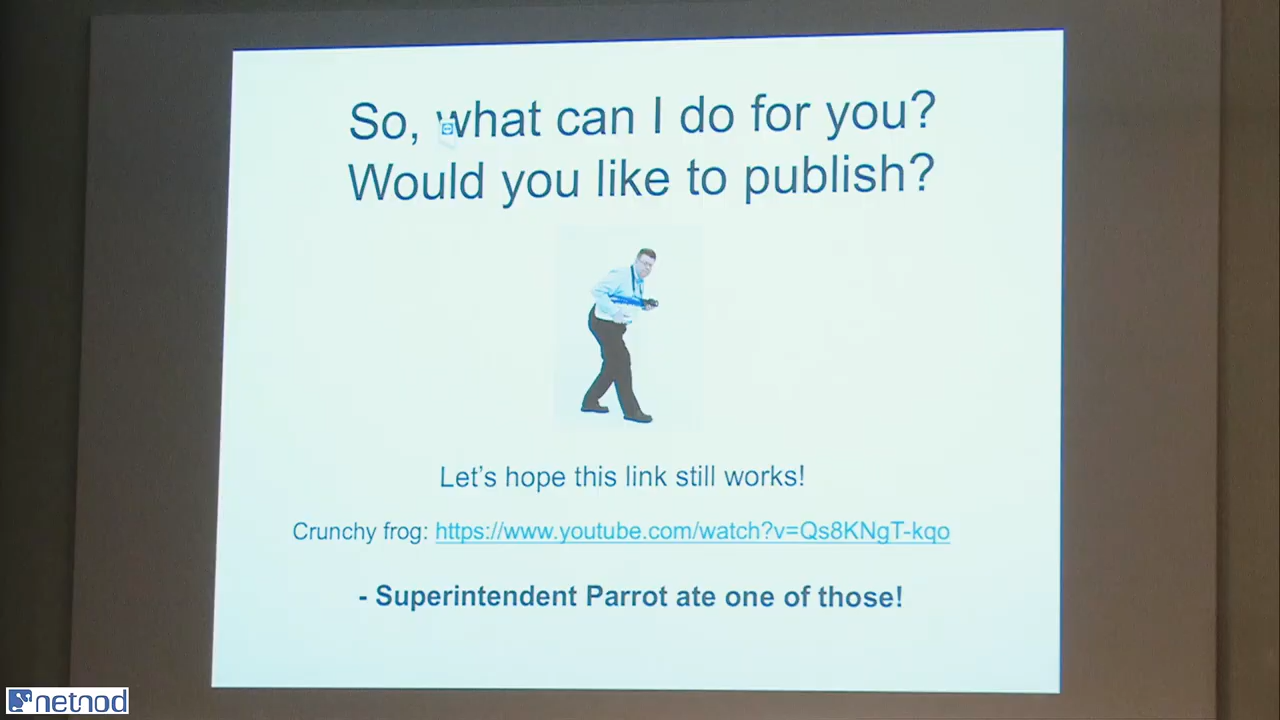 So, what can I do for you?
Would you like to publish?
Let's hope this link still works!
Crunchy frog: https://www.youtube.com/watch?v=Qs8KNgT-kqo
- Superintendent Parrot ate one of those!
netnod